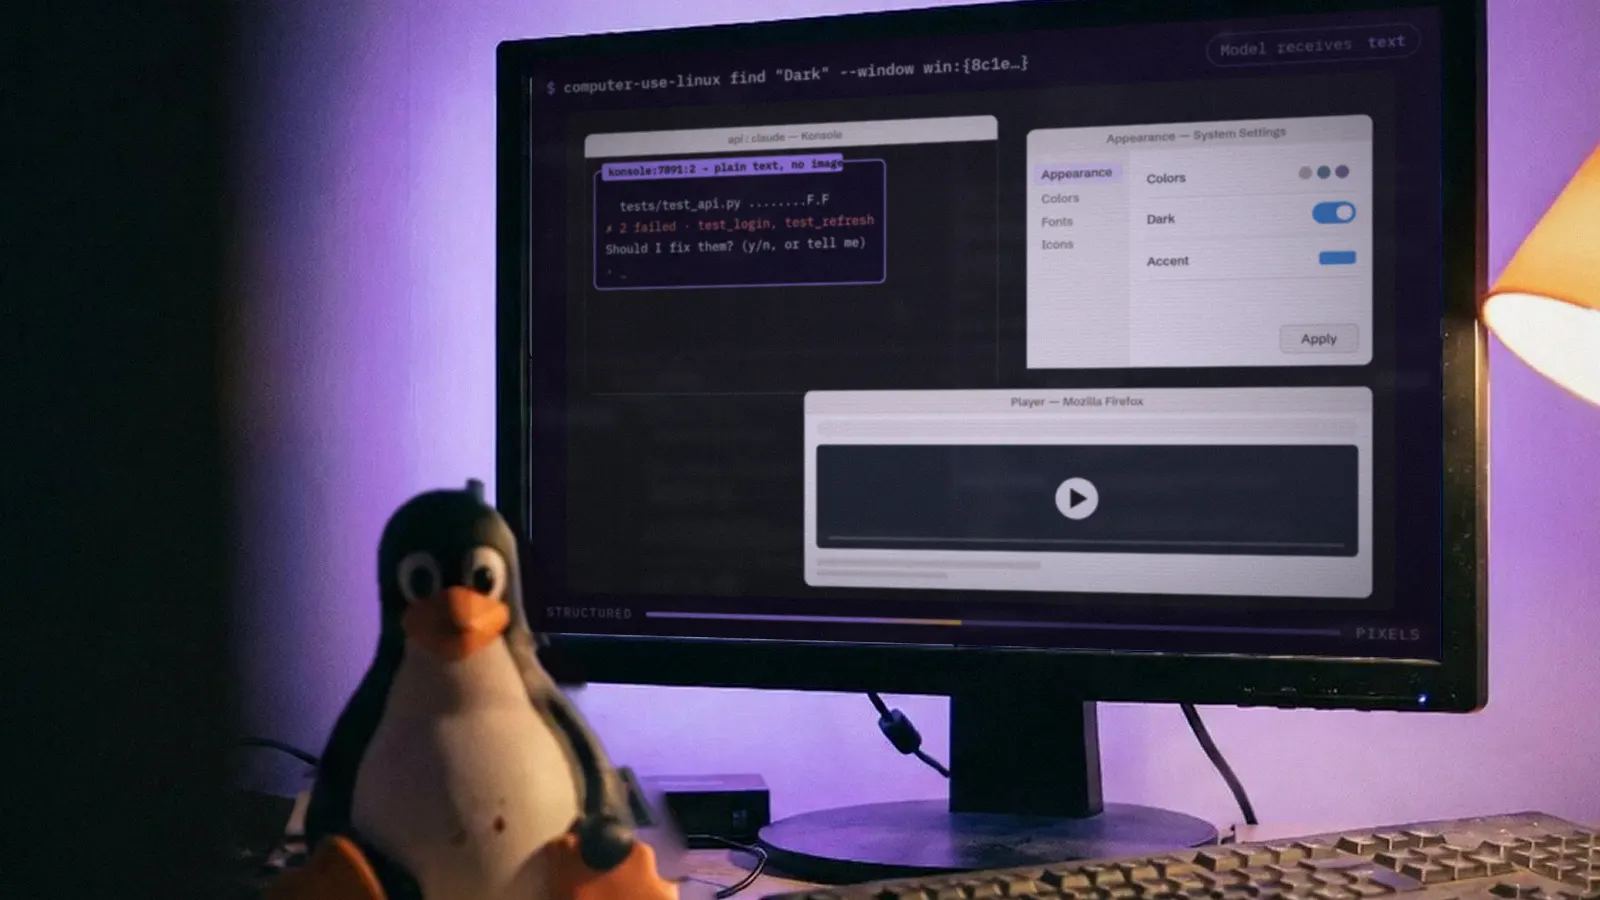 $ computer-use-linux find "Dark" --window win:{8c1e…}
Model receives text
api : claude — Konsole
konsole:7891:2 → plain text, no image
tests/test_api.py ........F.F
✗ 2 failed · test_login, test_refresh
Should I fix them? (y/n, or tell me)
› _
Appearance — System Settings
Appearance
Colors
Fonts
Icons
Colors
Dark
Accent
Apply
Player — Mozilla Firefox
STRUCTURED
PIXELS